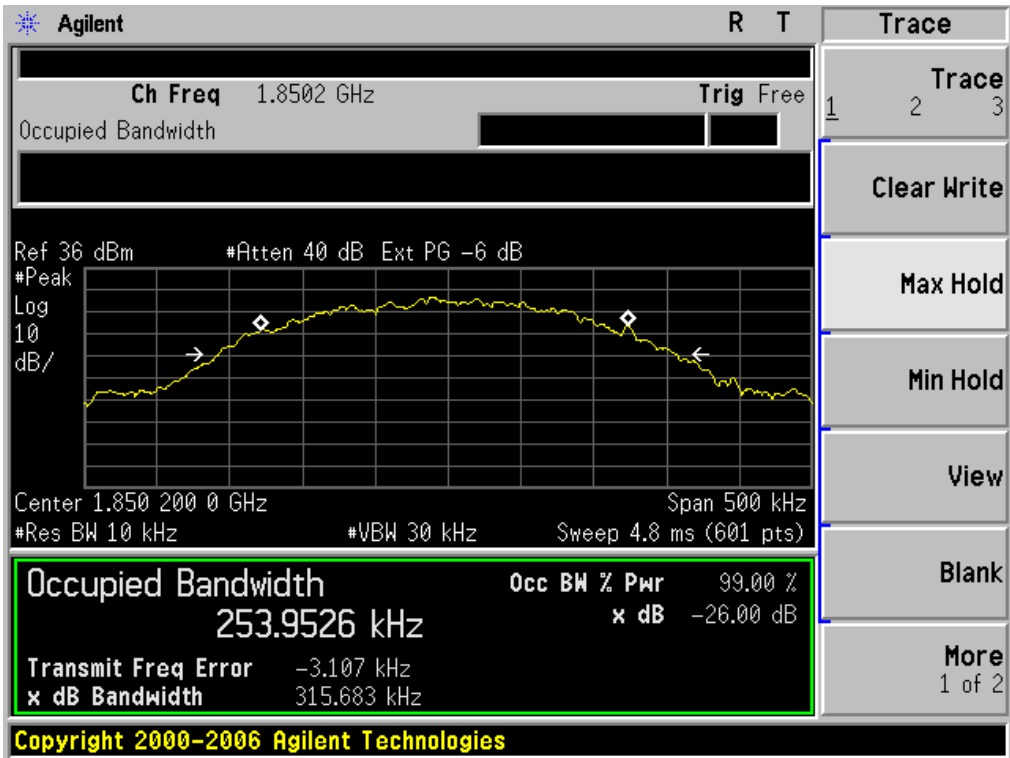 Agilent R T Trace
Ch Freq 1.8502 GHz Trig Free
Occupied Bandwidth
Trace
1 2 3
Clear Write
Max Hold
Min Hold
View
Blank
More
1 of 2
Ref 36 dBm #Atten 40 dB Ext PG -6 dB
#Peak
Log
10
dB/
Center 1.850 200 0 GHz Span 500 kHz
#Res BW 10 kHz #VBW 30 kHz Sweep 4.8 ms (601 pts)
Occupied Bandwidth Occ BW % Pwr 99.00 %
253.9526 kHz x dB -26.00 dB
Transmit Freq Error -3.107 kHz
x dB Bandwidth 315.683 kHz
Copyright 2000-2006 Agilent Technologies